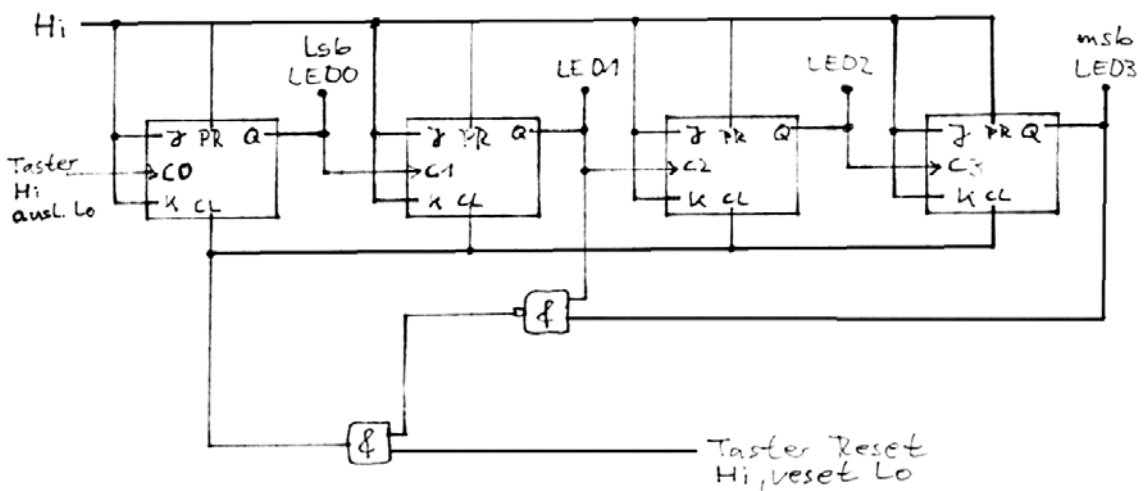 Hi
Lsb
LED0
LED1
LED2
msb
LED3
J PR Q
C0
K CL
J PR Q
C1
K CL
J PR Q
C2
K CL
J PR Q
C3
K CL
Taster
Hi
ausl. Lo
&
&
Taster Reset
Hi, reset Lo